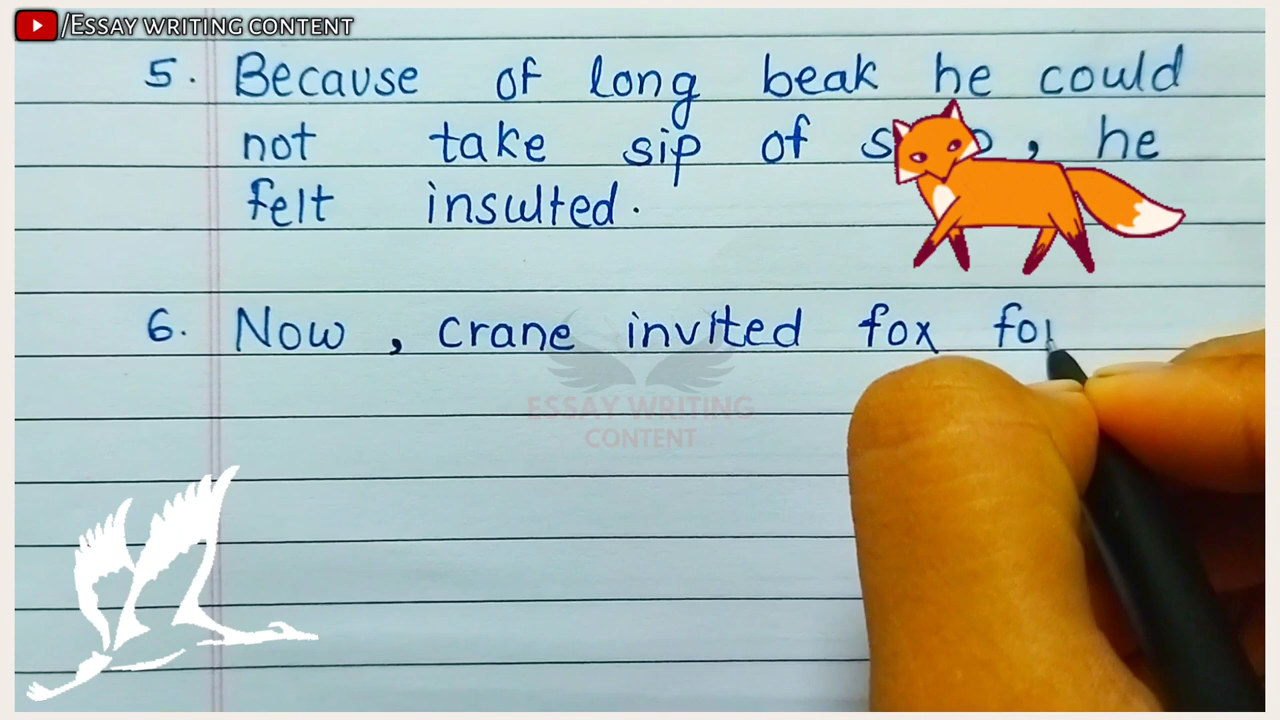 /ESSAY WRITING CONTENT
5. Because of long beak he could
not take sip of , he
felt insulted.
6. Now , crane invited fox
ESSAY WRITING
CONTENT